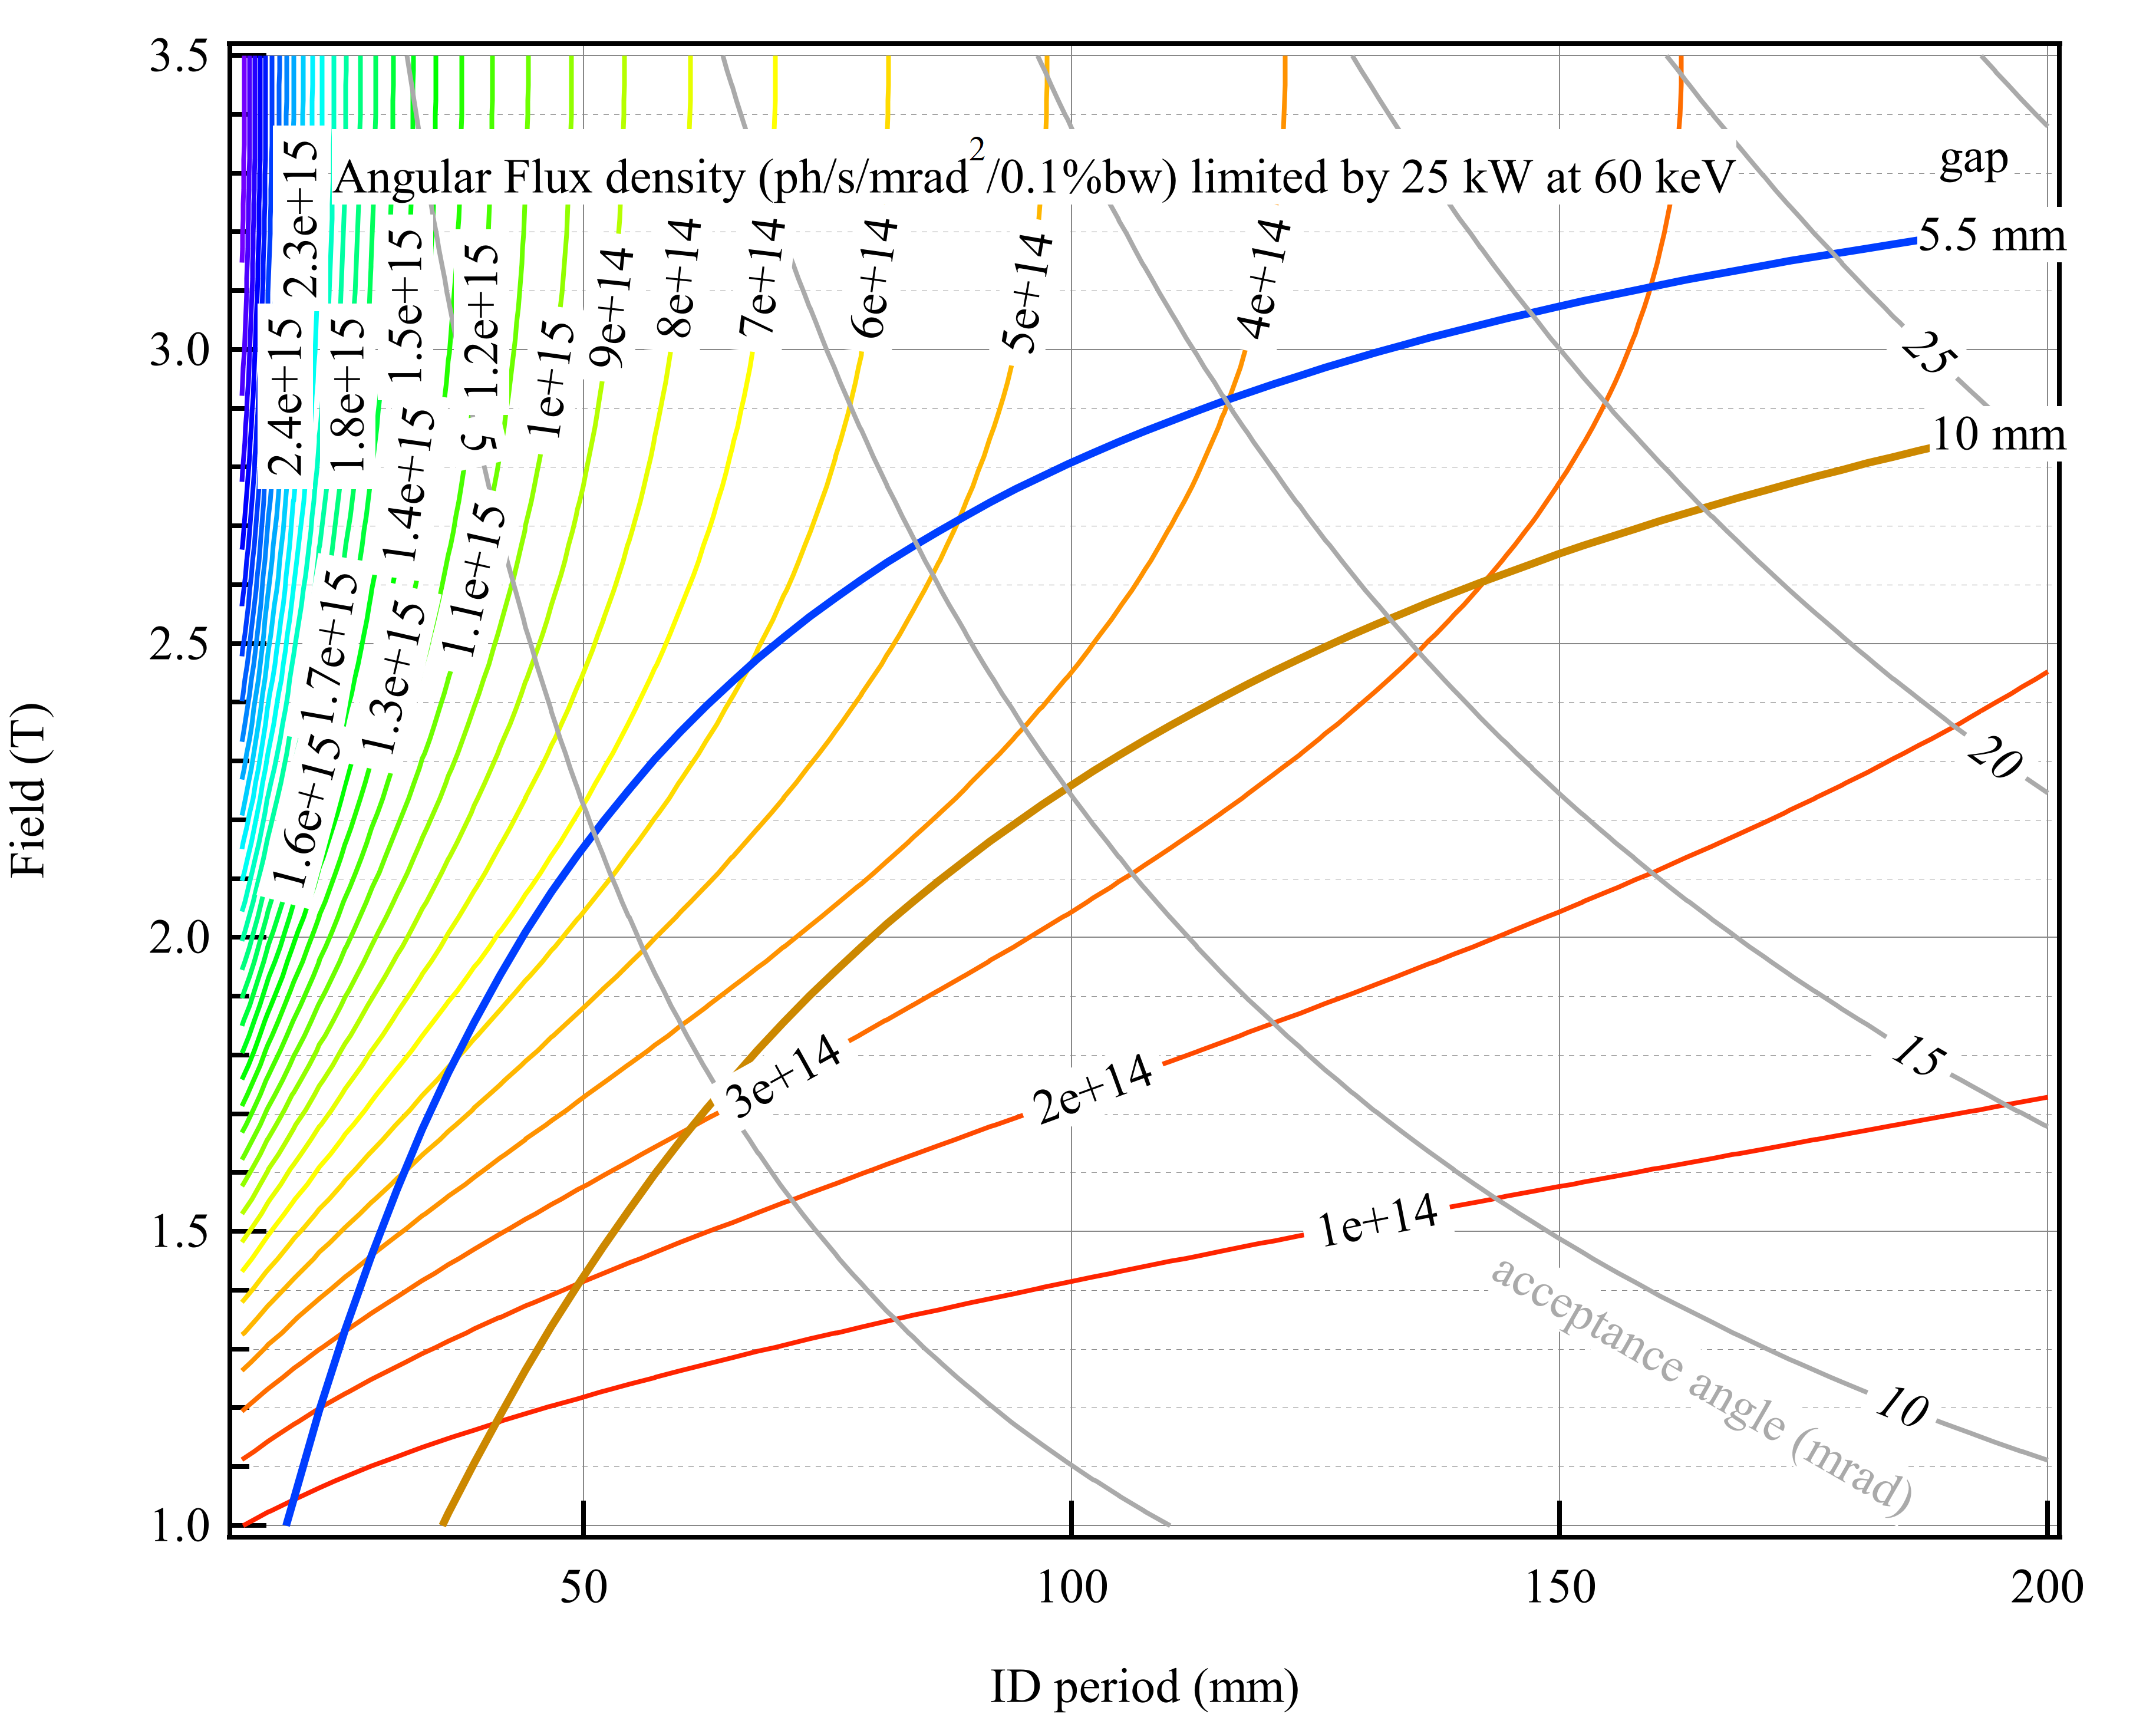 3.5
3.0
2.5
2.0
1.5
1.0
Field (T)
50
100
150
200
ID period (mm)
Angular Flux density (ph/s/mrad2/0.1%bw) limited by 25 kW at 60 keV
gap
5.5 mm
10 mm
2.4e+15
2.3e+15
1.8e+15
1.7e+15
1.6e+15
1.5e+15
1.4e+15
1.3e+15
1.2e+15
1.1e+15
5
1e+15
9e+14
8e+14
7e+14
6e+14
5e+14
4e+14
3e+14
2e+14
1e+14
25
20
15
10
acceptance angle (mrad)